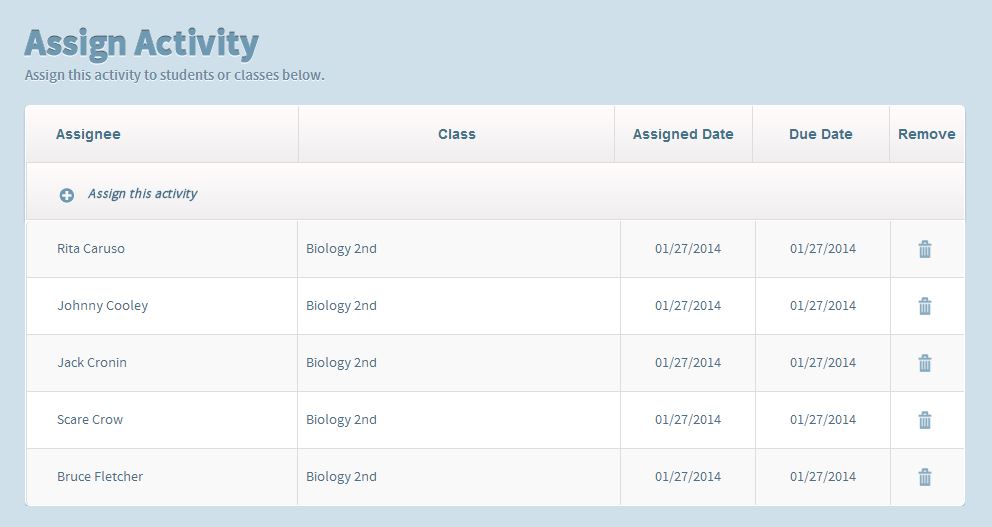 Assign Activity
Assign this activity to students or classes below.
Assignee Class Assigned Date Due Date Remove
Assign this activity
Rita Caruso Biology 2nd 01/27/2014 01/27/2014
Johnny Cooley Biology 2nd 01/27/2014 01/27/2014
Jack Cronin Biology 2nd 01/27/2014 01/27/2014
Scare Crow Biology 2nd 01/27/2014 01/27/2014
Bruce Fletcher Biology 2nd 01/27/2014 01/27/2014